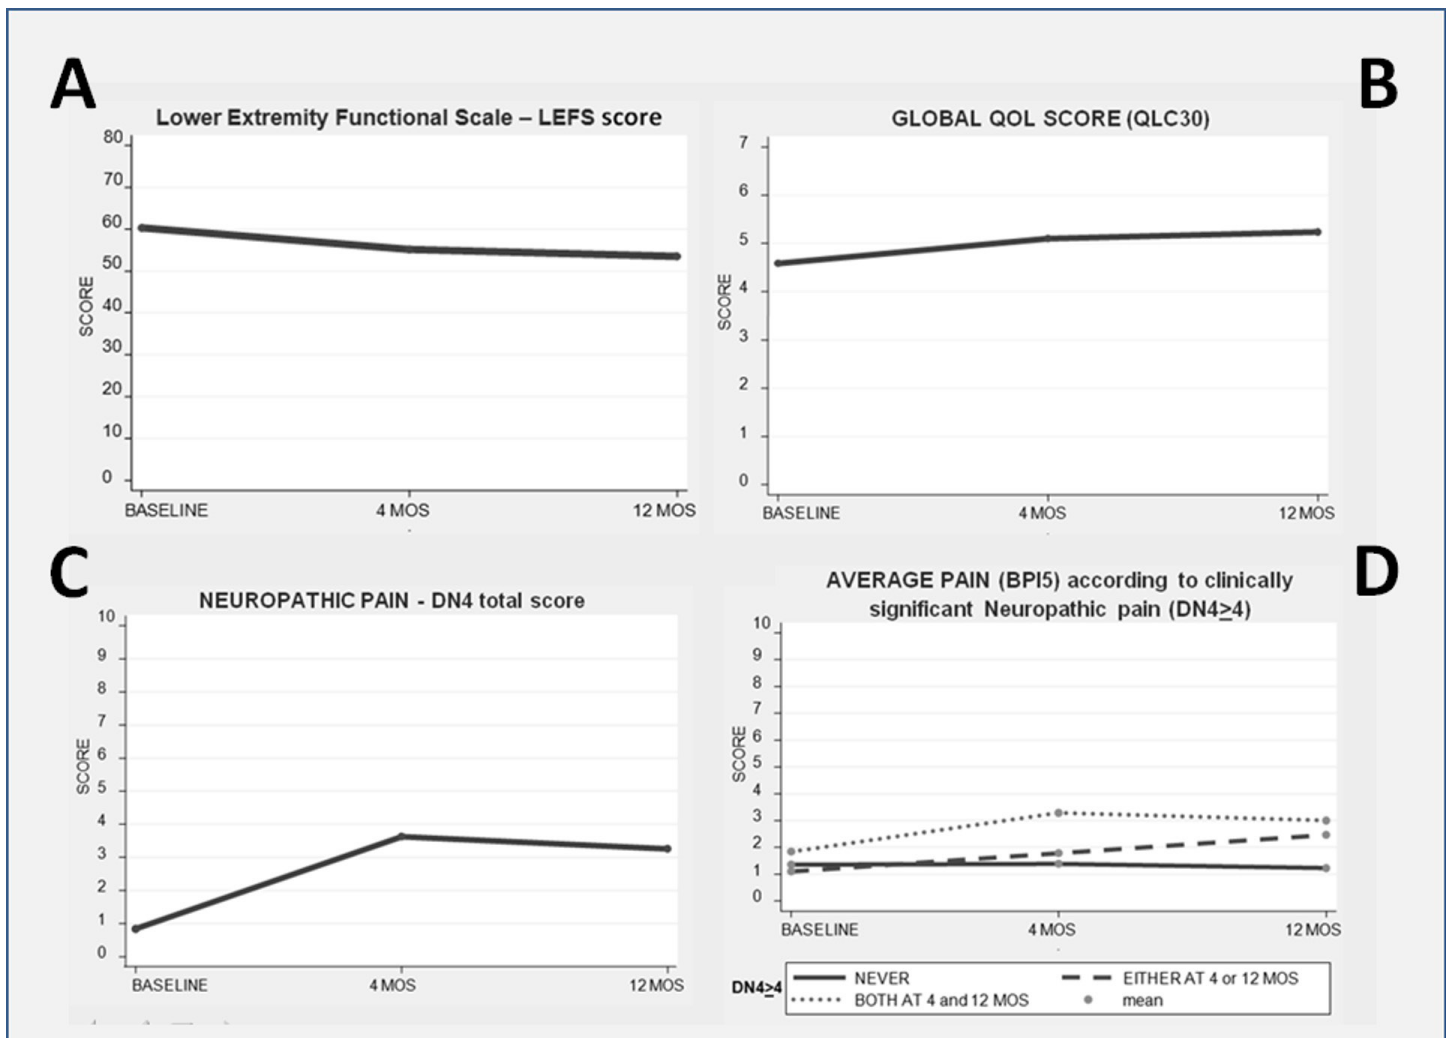 A
B
Lower Extremity Functional Scale – LEFS score
80
70
60
50
40
30
20
10
0
SCORE
BASELINE 4 MOS 12 MOS
GLOBAL QOL SCORE (QLC30)
7
6
5
4
3
2
1
0
SCORE
BASELINE 4 MOS 12 MOS
C
D
NEUROPATHIC PAIN - DN4 total score
10
9
8
7
6
5
4
3
2
1
0
SCORE
BASELINE 4 MOS 12 MOS
AVERAGE PAIN (BPI5) according to clinically
significant Neuropathic pain (DN4≥4)
10
9
8
7
6
5
4
3
2
1
0
SCORE
BASELINE 4 MOS 12 MOS
DN4≥4
NEVER EITHER AT 4 or 12 MOS
BOTH AT 4 and 12 MOS mean